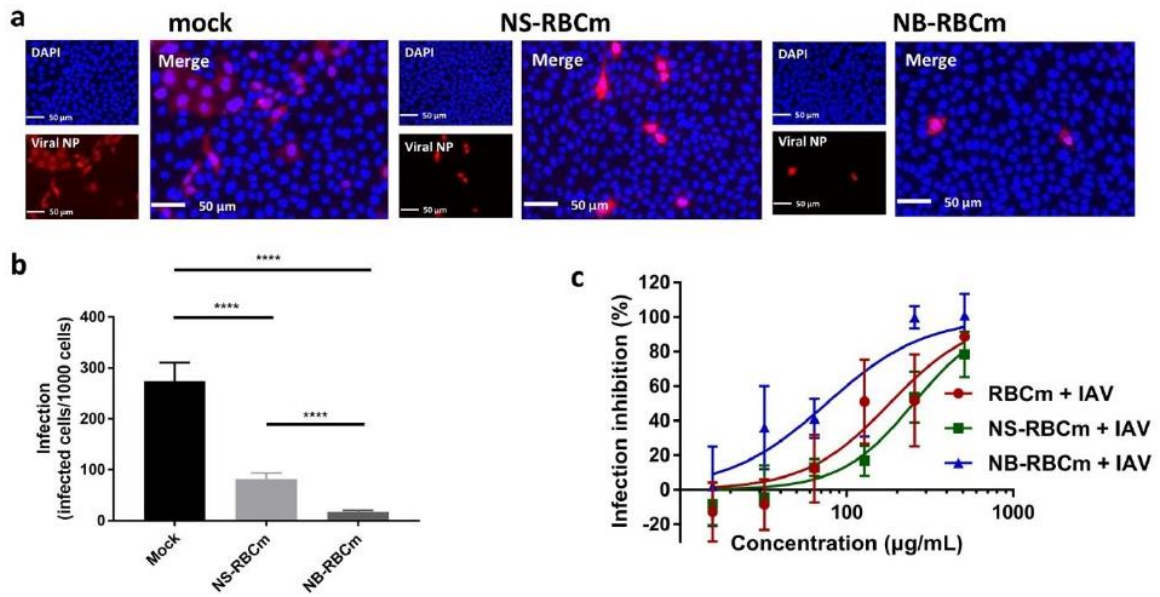 a
mock
NS-RBCm
NB-RBCm
DAPI
50 µm
Viral NP
50 µm
Merge
50 µm
DAPI
50 µm
Viral NP
50 µm
Merge
50 µm
DAPI
50 µm
Viral NP
50 µm
Merge
50 µm
b
****
****
****
Infection
(infected cells/1000 cells)
400
300
200
100
0
Mock
NS-RBCm
NB-RBCm
c
Infection inhibition (%)
120
100
80
60
40
20
0
-20
100
1000
Concentration (µg/mL)
RBCm + IAV
NS-RBCm + IAV
NB-RBCm + IAV